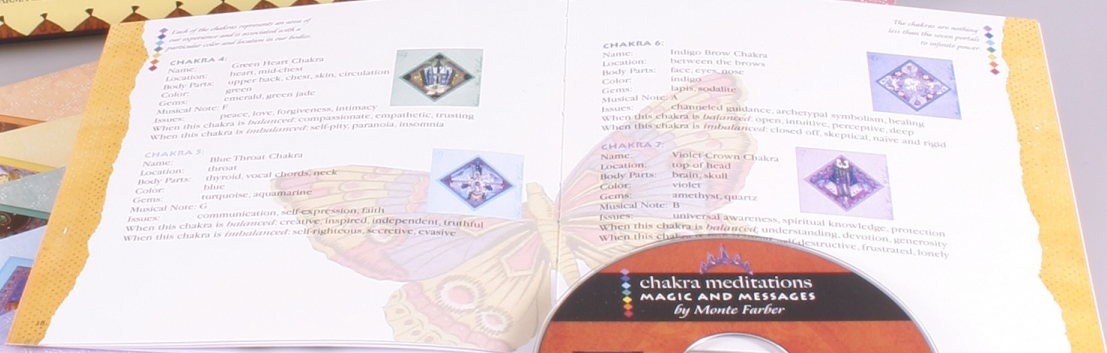 Each of the chakras represents an area of
our experience and is associated with a
particular color and location in our bodies.
CHAKRA 4:
Name: Green Heart Chakra
Location: heart, mid-chest
Body Parts: upper back, chest, skin, circulation
Color: green
Gems: emerald, green jade
Musical Note: F
Issues: peace, love, forgiveness, intimacy
When this chakra is balanced: compassionate, empathetic, trusting
When this chakra is imbalanced: self-pity, paranoia, insomnia
CHAKRA 5:
Name: Blue Throat Chakra
Location: throat
Body Parts: thyroid, vocal chords, neck
Color: blue
Gems: turquoise, aquamarine
Musical Note: G
Issues: communication, self-expression, faith
When this chakra is balanced: creative, inspired, independent, truthful
When this chakra is imbalanced: self-righteous, secretive, evasive
The chakras are nothing
less than the seven portals
to infinite power.
CHAKRA 6:
Name: Indigo Brow Chakra
Location: between the brows
Body Parts: face, eyes, nose
Color: indigo
Gems: lapis, sodalite
Musical Note: A
Issues: channeled guidance, archetypal symbolism, healing
When this chakra is balanced: open, intuitive, perceptive, deep
When this chakra is imbalanced: closed off, skeptical, naive and rigid
CHAKRA 7:
Name: Violet Crown Chakra
Location: top of head
Body Parts: brain, skull
Color: violet
Gems: amethyst, quartz
Musical Note: B
Issues: universal awareness, spiritual knowledge, protection
When this chakra is balanced: understanding, devotion, generosity
When this chakra is self-destructive, frustrated, lonely
chakra meditations
MAGIC AND MESSAGES
by Monte Farber